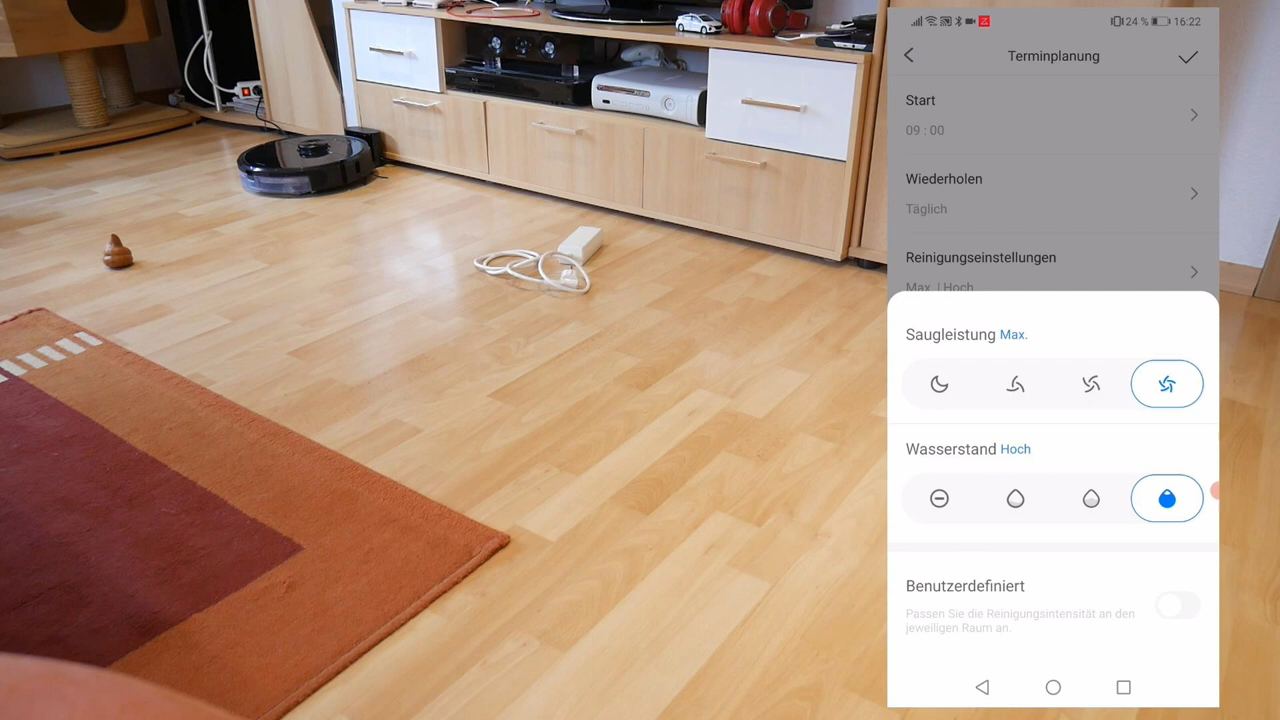 24 % 16:22
Terminplanung
Start
09 : 00
Wiederholen
Täglich
Reinigungseinstellungen
Max. | Hoch
Saugleistung Max.
Wasserstand Hoch
Benutzerdefiniert
Passen Sie die Reinigungsintensität an den
jeweiligen Raum an.